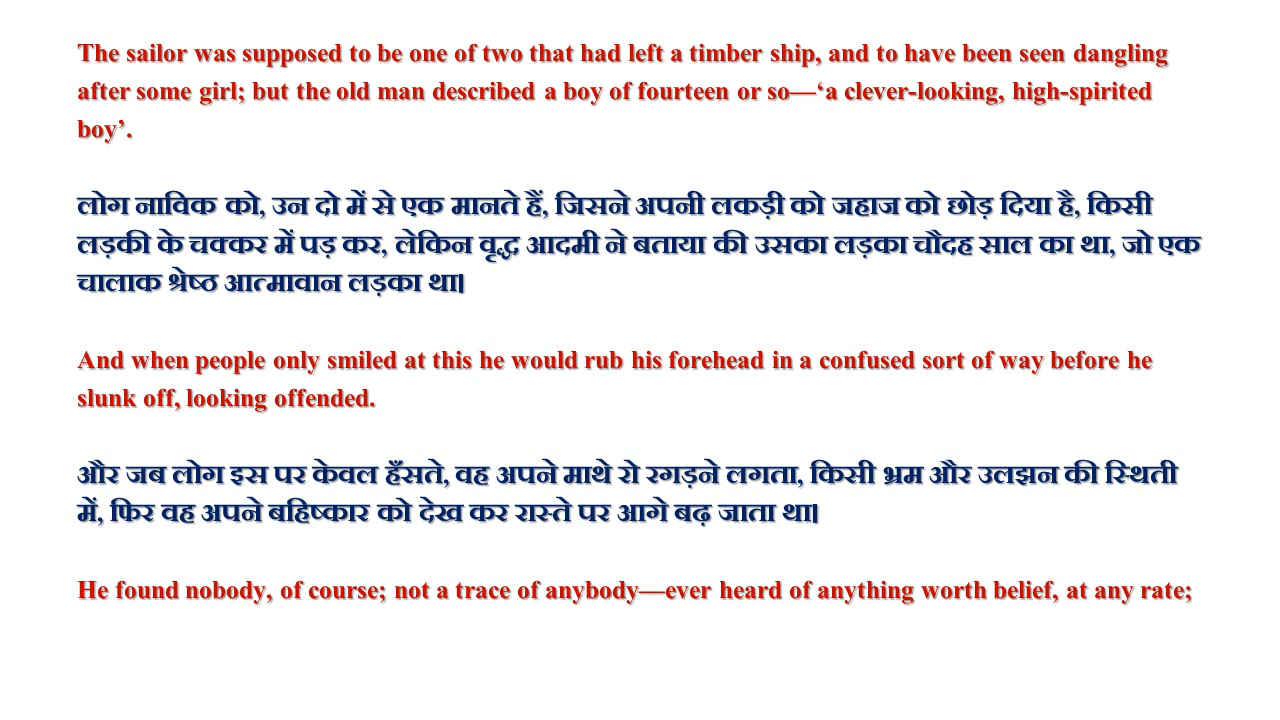 The sailor was supposed to be one of two that had left a timber ship, and to have been seen dangling
after some girl; but the old man described a boy of fourteen or so—‘a clever-looking, high-spirited
boy’.
लोग नाविक को, उन दो में से एक मानते हैं, जिसने अपनी लकड़ी को जहाज को छोड़ दिया है, किसी
लड़की के चक्कर में पड़ कर, लेकिन वृद्ध आदमी ने बताया की उसका लड़का चौदह साल का था, जो एक
चालाक श्रेष्ठ आत्मावान लड़का था।
And when people only smiled at this he would rub his forehead in a confused sort of way before he
slunk off, looking offended.
और जब लोग इस पर केवल हँसते, वह अपने माथे रो रगड़ने लगता, किसी भ्रम और उलझन की स्थिती
में, फिर वह अपने बहिष्कार को देख कर रास्ते पर आगे बढ़ जाता था।
He found nobody, of course; not a trace of anybody—ever heard of anything worth belief, at any rate;